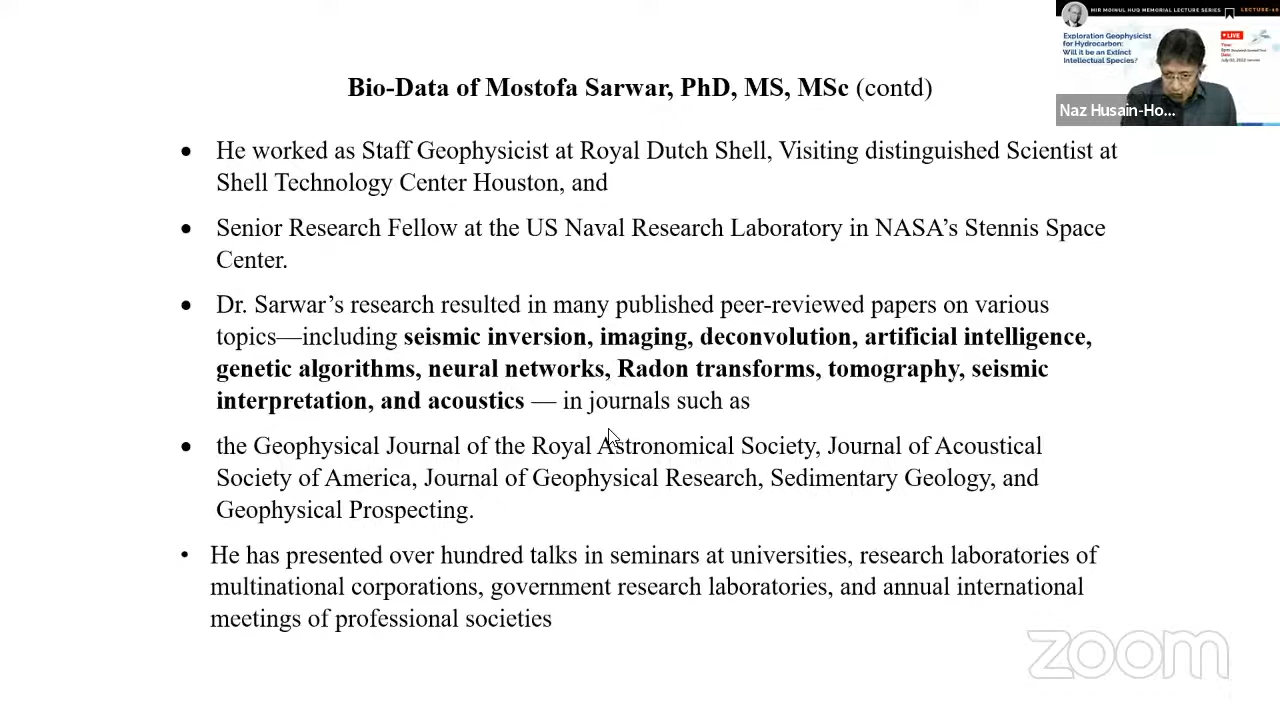 MIR MOINUL HUQ MEMORIAL LECTURE SERIES
Exploration Geophysicist
for Hydrocarbon:
Will it be an Extinct
Intellectual Species?
LIVE
Naz Husain-Ho...
Bio-Data of Mostofa Sarwar, PhD, MS, MSc (contd)
• He worked as Staff Geophysicist at Royal Dutch Shell, Visiting distinguished Scientist at
Shell Technology Center Houston, and
• Senior Research Fellow at the US Naval Research Laboratory in NASA’s Stennis Space
Center.
• Dr. Sarwar’s research resulted in many published peer-reviewed papers on various
topics—including seismic inversion, imaging, deconvolution, artificial intelligence,
genetic algorithms, neural networks, Radon transforms, tomography, seismic
interpretation, and acoustics — in journals such as
• the Geophysical Journal of the Royal Astronomical Society, Journal of Acoustical
Society of America, Journal of Geophysical Research, Sedimentary Geology, and
Geophysical Prospecting.
• He has presented over hundred talks in seminars at universities, research laboratories of
multinational corporations, government research laboratories, and annual international
meetings of professional societies
zoom